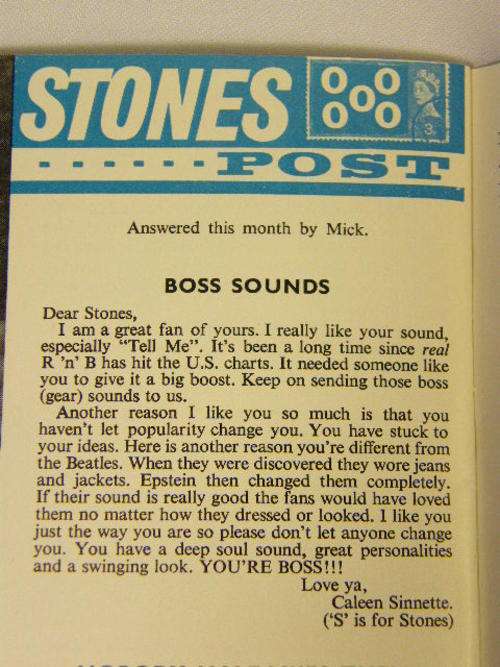 STONES
OOO
OO
3
POST
Answered this month by Mick.
BOSS SOUNDS
Dear Stones,
I am a great fan of yours. I really like your sound,
especially “Tell Me”. It's been a long time since real
R 'n' B has hit the U.S. charts. It needed someone like
you to give it a big boost. Keep on sending those boss
(gear) sounds to us.
Another reason I like you so much is that you
haven't let popularity change you. You have stuck to
your ideas. Here is another reason you're different from
the Beatles. When they were discovered they wore jeans
and jackets. Epstein then changed them completely.
If their sound is really good the fans would have loved
them no matter how they dressed or looked. I like you
just the way you are so please don't let anyone change
you. You have a deep soul sound, great personalities
and a swinging look. YOU'RE BOSS!!!
Love ya,
Caleen Sinnette.
('S' is for Stones)